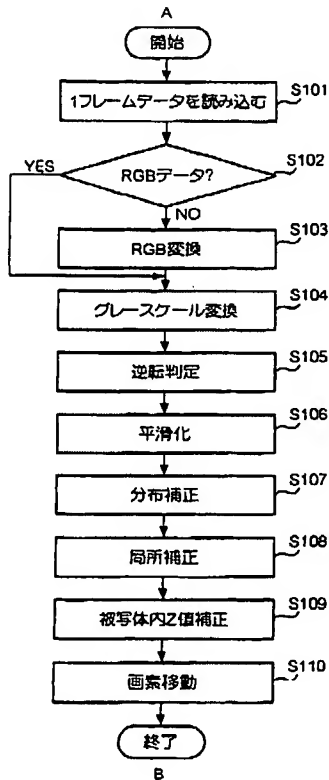 A
開始
1フレームデータを読み込む
S101
RGBデータ?
S102
YES
NO
RGB変換
S103
グレースケール変換
S104
逆転判定
S105
平滑化
S106
分布補正
S107
局所補正
S108
被写体内Z値補正
S109
画素移動
S110
終了
B